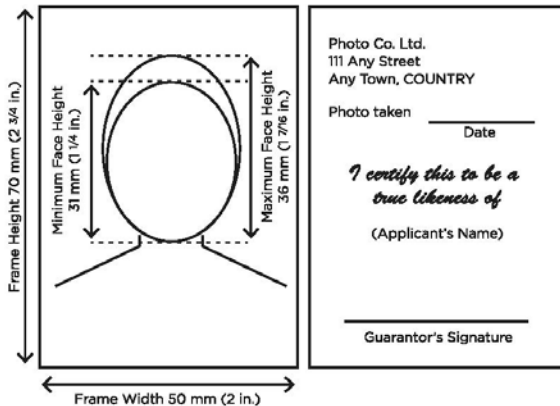 Frame Height 70 mm (2 3/4 in.)
Minimum Face Height
31 mm (1 1/4 in.)
Maximum Face Height
36 mm (1 7/16 in.)
Frame Width 50 mm (2 in.)
Photo Co. Ltd.
111 Any Street
Any Town, COUNTRY
Photo taken
Date
I certify this to be a
true likeness of
(Applicant's Name)
Guarantor's Signature